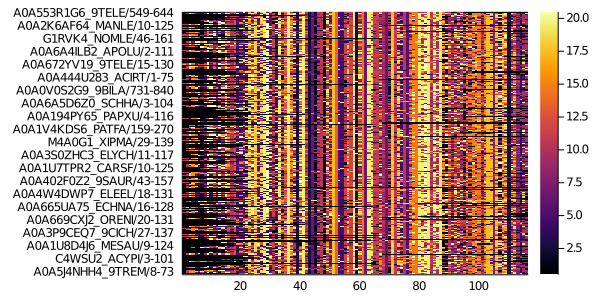 A0A553R1G6_9TELE/549-644
A0A2K6AF64_MANLE/10-125
G1RVK4_NOMLE/46-161
A0A6A4ILB2_APOLU/2-111
A0A672YV19_9TELE/15-130
A0A444U283_ACIRT/1-75
A0A0V0S2G9_9BILA/731-840
A0A6A5D6Z0_SCHHA/3-104
A0A194PY65_PAPXU/4-116
A0A1V4KDS6_PATFA/159-270
M4A0G1_XIPMA/29-139
A0A3S0ZHC3_ELYCH/11-117
A0A1U7TPR2_CARSF/10-125
A0A402F0Z2_9SAUR/43-157
A0A4W4DWP7_ELEEL/18-131
A0A665UA75_ECHNA/16-128
A0A669CXJ2_ORENI/20-131
A0A3P9CEQ7_9CICH/27-137
A0A1U8D4J6_MESAU/9-124
C4WSU2_ACYPI/3-101
A0A5J4NHH4_9TREM/8-73
20 40 60 80 100
20.0
17.5
15.0
12.5
10.0
7.5
5.0
2.5